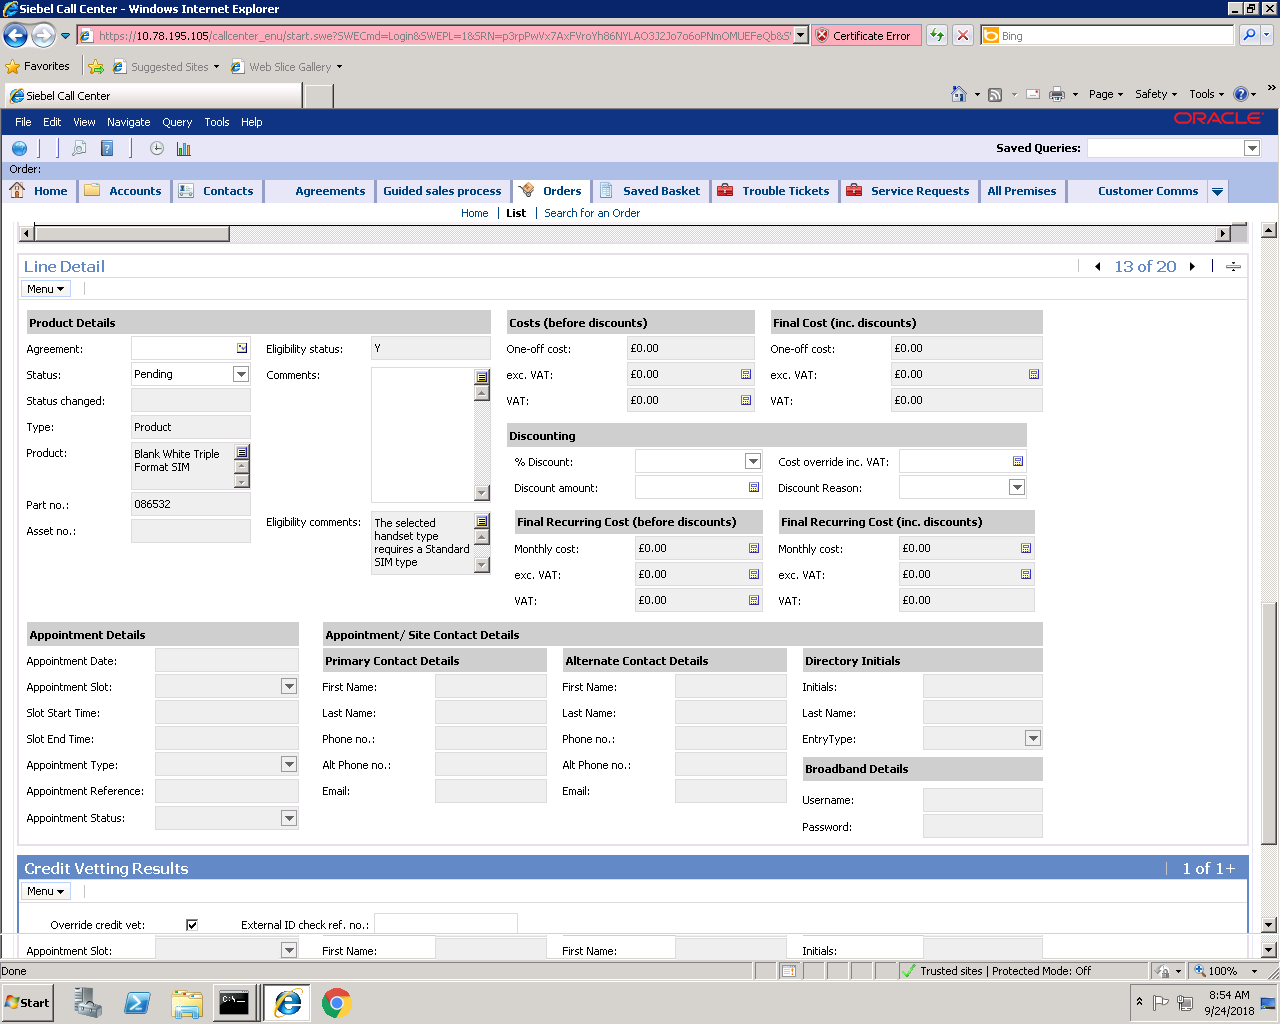 Siebel Call Center - Windows Internet Explorer
https://10.78.195.105/callcenter_enu/start.swe?SWECmd=Login&SWEPL=1&SRN=p3rpPwVx7AxFVroYh86NYLAO3J2Jo7o6oPNmOMUEFeQb&S
Certificate Error
Bing
Favorites
Suggested Sites
Web Slice Gallery
Siebel Call Center
Page
Safety
Tools
»
File Edit View Navigate Query Tools Help
ORACLE
Saved Queries:
Order:
Home
Accounts
Contacts
Agreements
Guided sales process
Orders
Saved Basket
Trouble Tickets
Service Requests
All Premises
Customer Comms
Home | List | Search for an Order
Line Detail
13 of 20
Menu
Product Details
Costs (before discounts)
Final Cost (inc. discounts)
Agreement:
Eligibility status: Y
One-off cost: £0.00
One-off cost: £0.00
Status: Pending
Comments:
exc. VAT: £0.00
exc. VAT: £0.00
Status changed:
VAT: £0.00
VAT: £0.00
Type: Product
Discounting
Product: Blank White Triple
Format SIM
% Discount:
Cost override inc. VAT:
Discount amount:
Discount Reason:
Part no.: 086532
Asset no.:
Eligibility comments: The selected
handset type
requires a Standard
SIM type
Final Recurring Cost (before discounts)
Final Recurring Cost (inc. discounts)
Monthly cost: £0.00
Monthly cost: £0.00
exc. VAT: £0.00
exc. VAT: £0.00
VAT: £0.00
VAT: £0.00
Appointment Details
Appointment/ Site Contact Details
Appointment Date:
Primary Contact Details
Alternate Contact Details
Directory Initials
Appointment Slot:
First Name:
First Name:
Initials:
Slot Start Time:
Last Name:
Last Name:
Last Name:
Slot End Time:
Phone no.:
Phone no.:
EntryType:
Appointment Type:
Alt Phone no.:
Alt Phone no.:
Broadband Details
Appointment Reference:
Email:
Email:
Username:
Appointment Status:
Password:
Credit Vetting Results
1 of 1+
Menu
Override credit vet:
External ID check ref. no.:
Appointment Slot:
First Name:
First Name:
Initials:
Done
Trusted sites | Protected Mode: Off
100%
Start
8:54 AM
9/24/2018